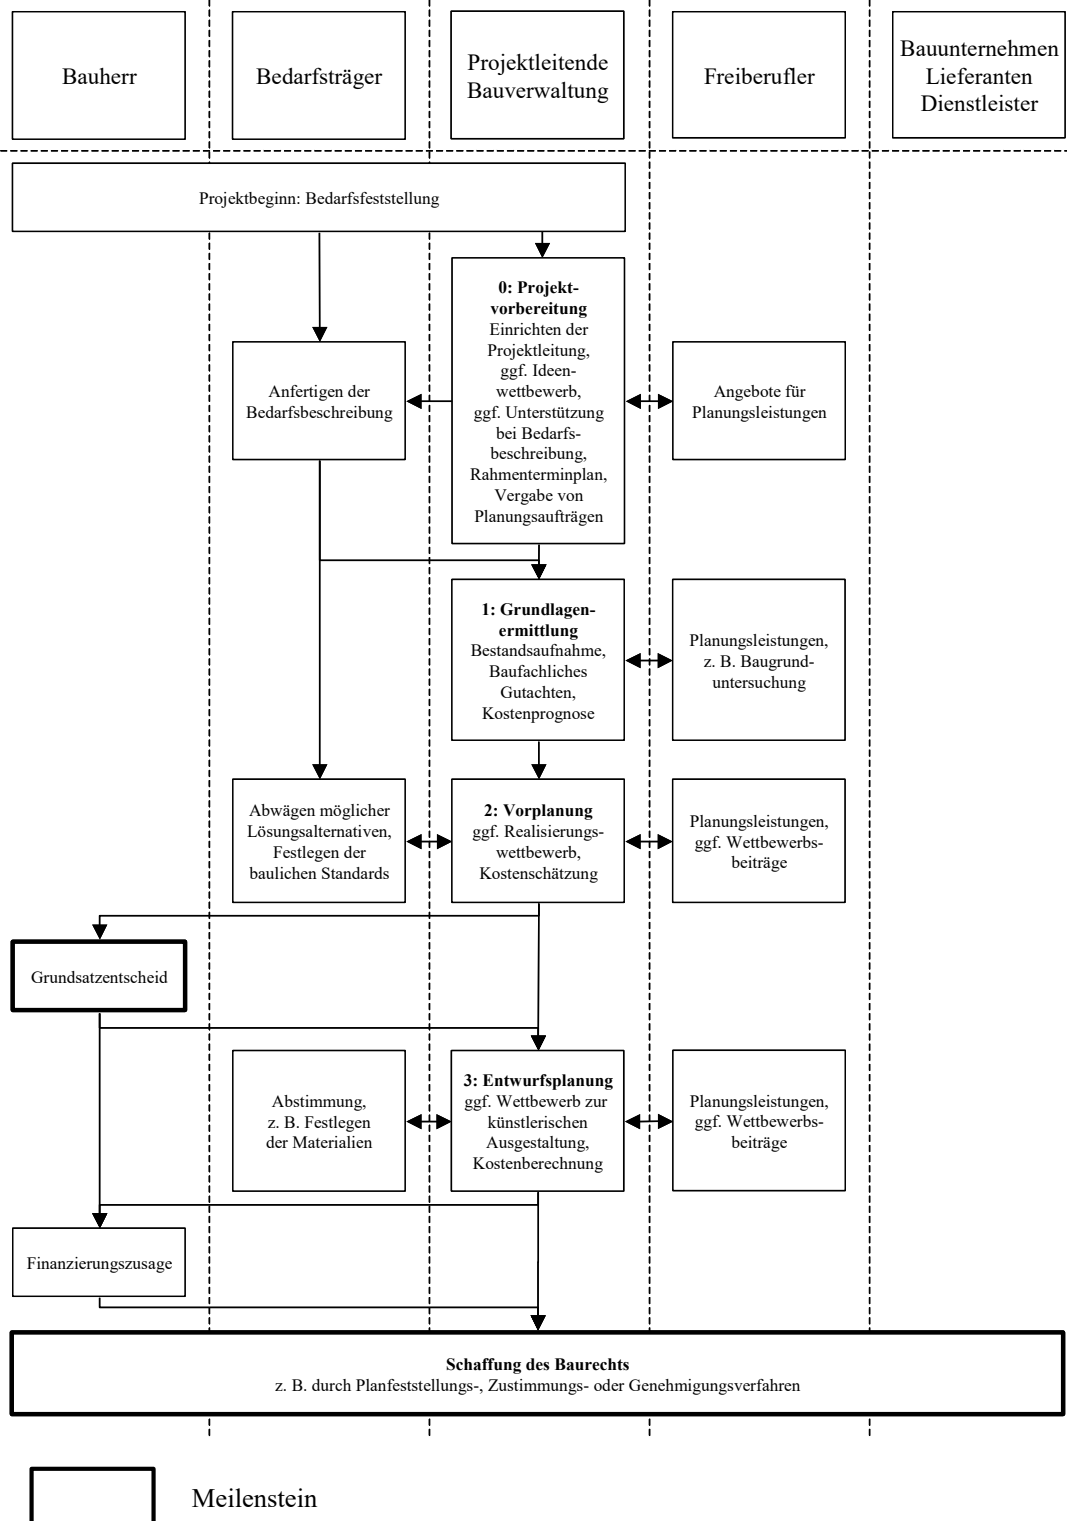 Bauherr
Bedarfsträger
Projektleitende
Bauverwaltung
Freiberufler
Bauunternehmen
Lieferanten
Dienstleister
Projektbeginn: Bedarfsfeststellung
0: Projekt-
vorbereitung
Einrichten der
Projektleitung,
ggf. Ideen-
wettbewerb,
ggf. Unterstützung
bei Bedarfs-
beschreibung,
Rahmenterminplan,
Vergabe von
Planungsaufträgen
Anfertigen der
Bedarfsbeschreibung
Angebote für
Planungsleistungen
1: Grundlagen-
ermittlung
Bestandsaufnahme,
Baufachliches
Gutachten,
Kostenprognose
Planungsleistungen,
z. B. Baugrund-
untersuchung
Abwägen möglicher
Lösungsalternativen,
Festlegen der
baulichen Standards
2: Vorplanung
ggf. Realisierungs-
wettbewerb,
Kostenschätzung
Planungsleistungen,
ggf. Wettbewerbs-
beiträge
Grundsatzentscheid
Abstimmung,
z. B. Festlegen
der Materialien
3: Entwurfsplanung
ggf. Wettbewerb zur
künstlerischen
Ausgestaltung,
Kostenberechnung
Planungsleistungen,
ggf. Wettbewerbs-
beiträge
Finanzierungszusage
Schaffung des Baurechts
z. B. durch Planfeststellungs-, Zustimmungs- oder Genehmigungsverfahren
Meilenstein